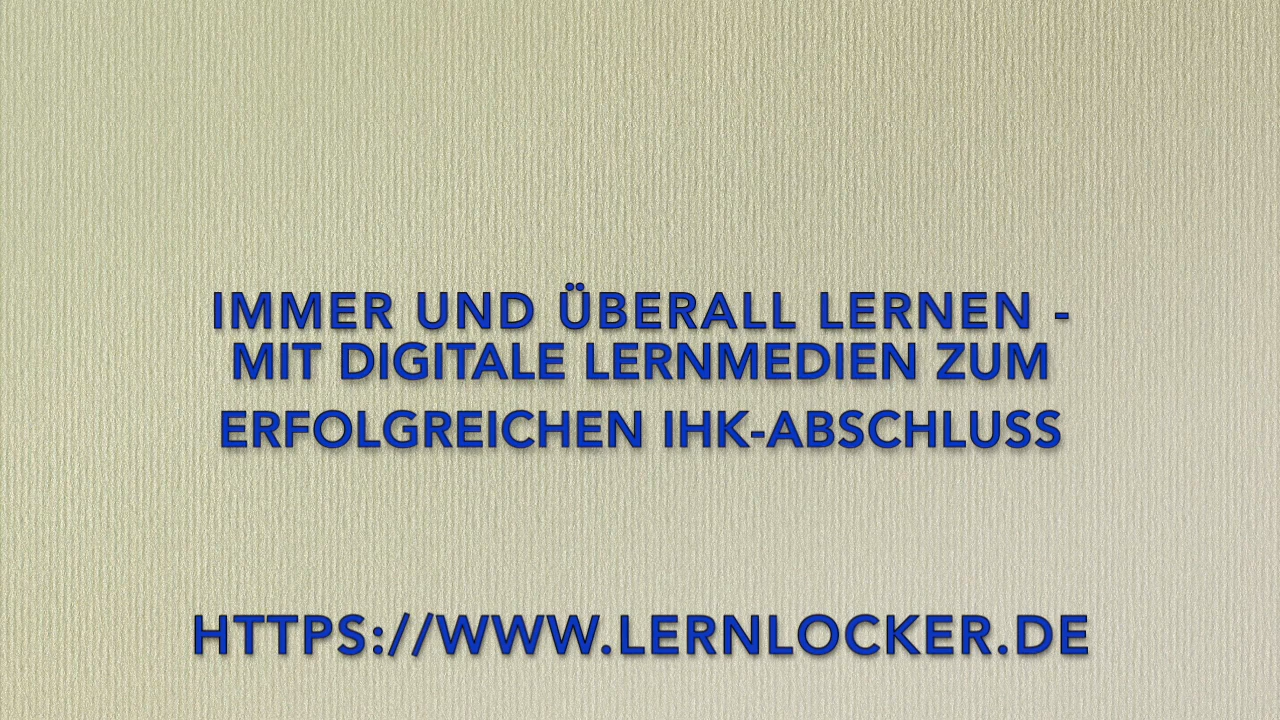 IMMER UND ÜBERALL LERNEN -
MIT DIGITALE LERNMEDIEN ZUM
ERFOLGREICHEN IHK-ABSCHLUSS
HTTPS://WWW.LERNLOCKER.DE